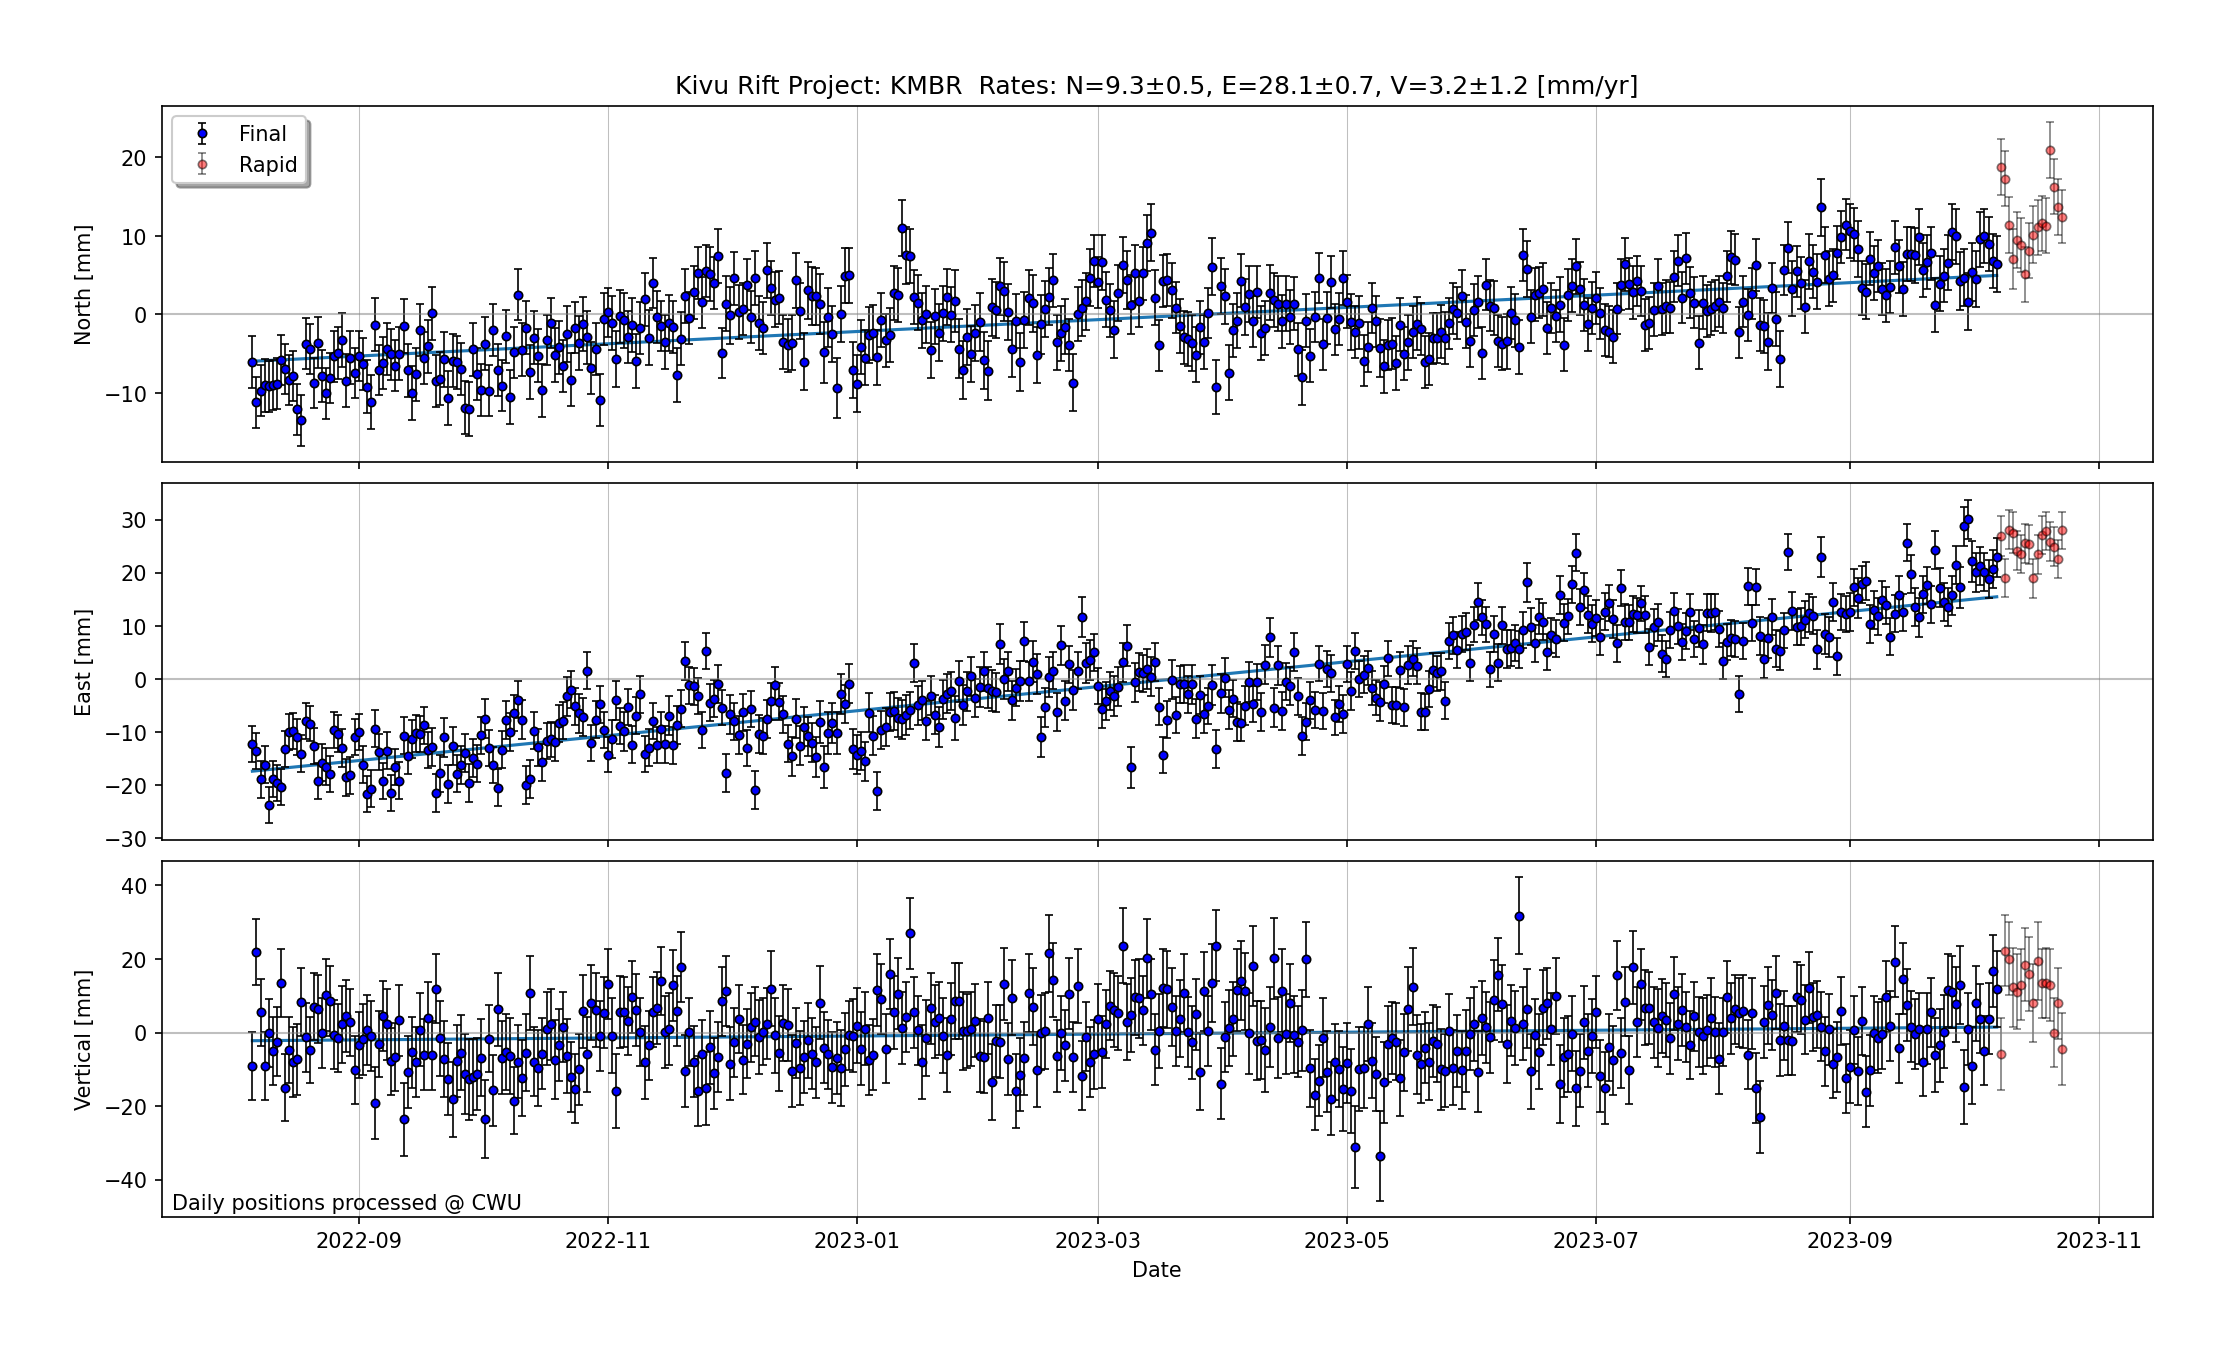 Kivu Rift Project: KMBR  Rates: N=9.3±0.5, E=28.1±0.7, V=3.2±1.2 [mm/yr]
Final
Rapid
North [mm]
20
10
0
−10
East [mm]
30
20
10
0
−10
−20
−30
Vertical [mm]
40
20
0
−20
−40
Daily positions processed @ CWU
2022-09 2022-11 2023-01 2023-03 2023-05 2023-07 2023-09 2023-11
Date